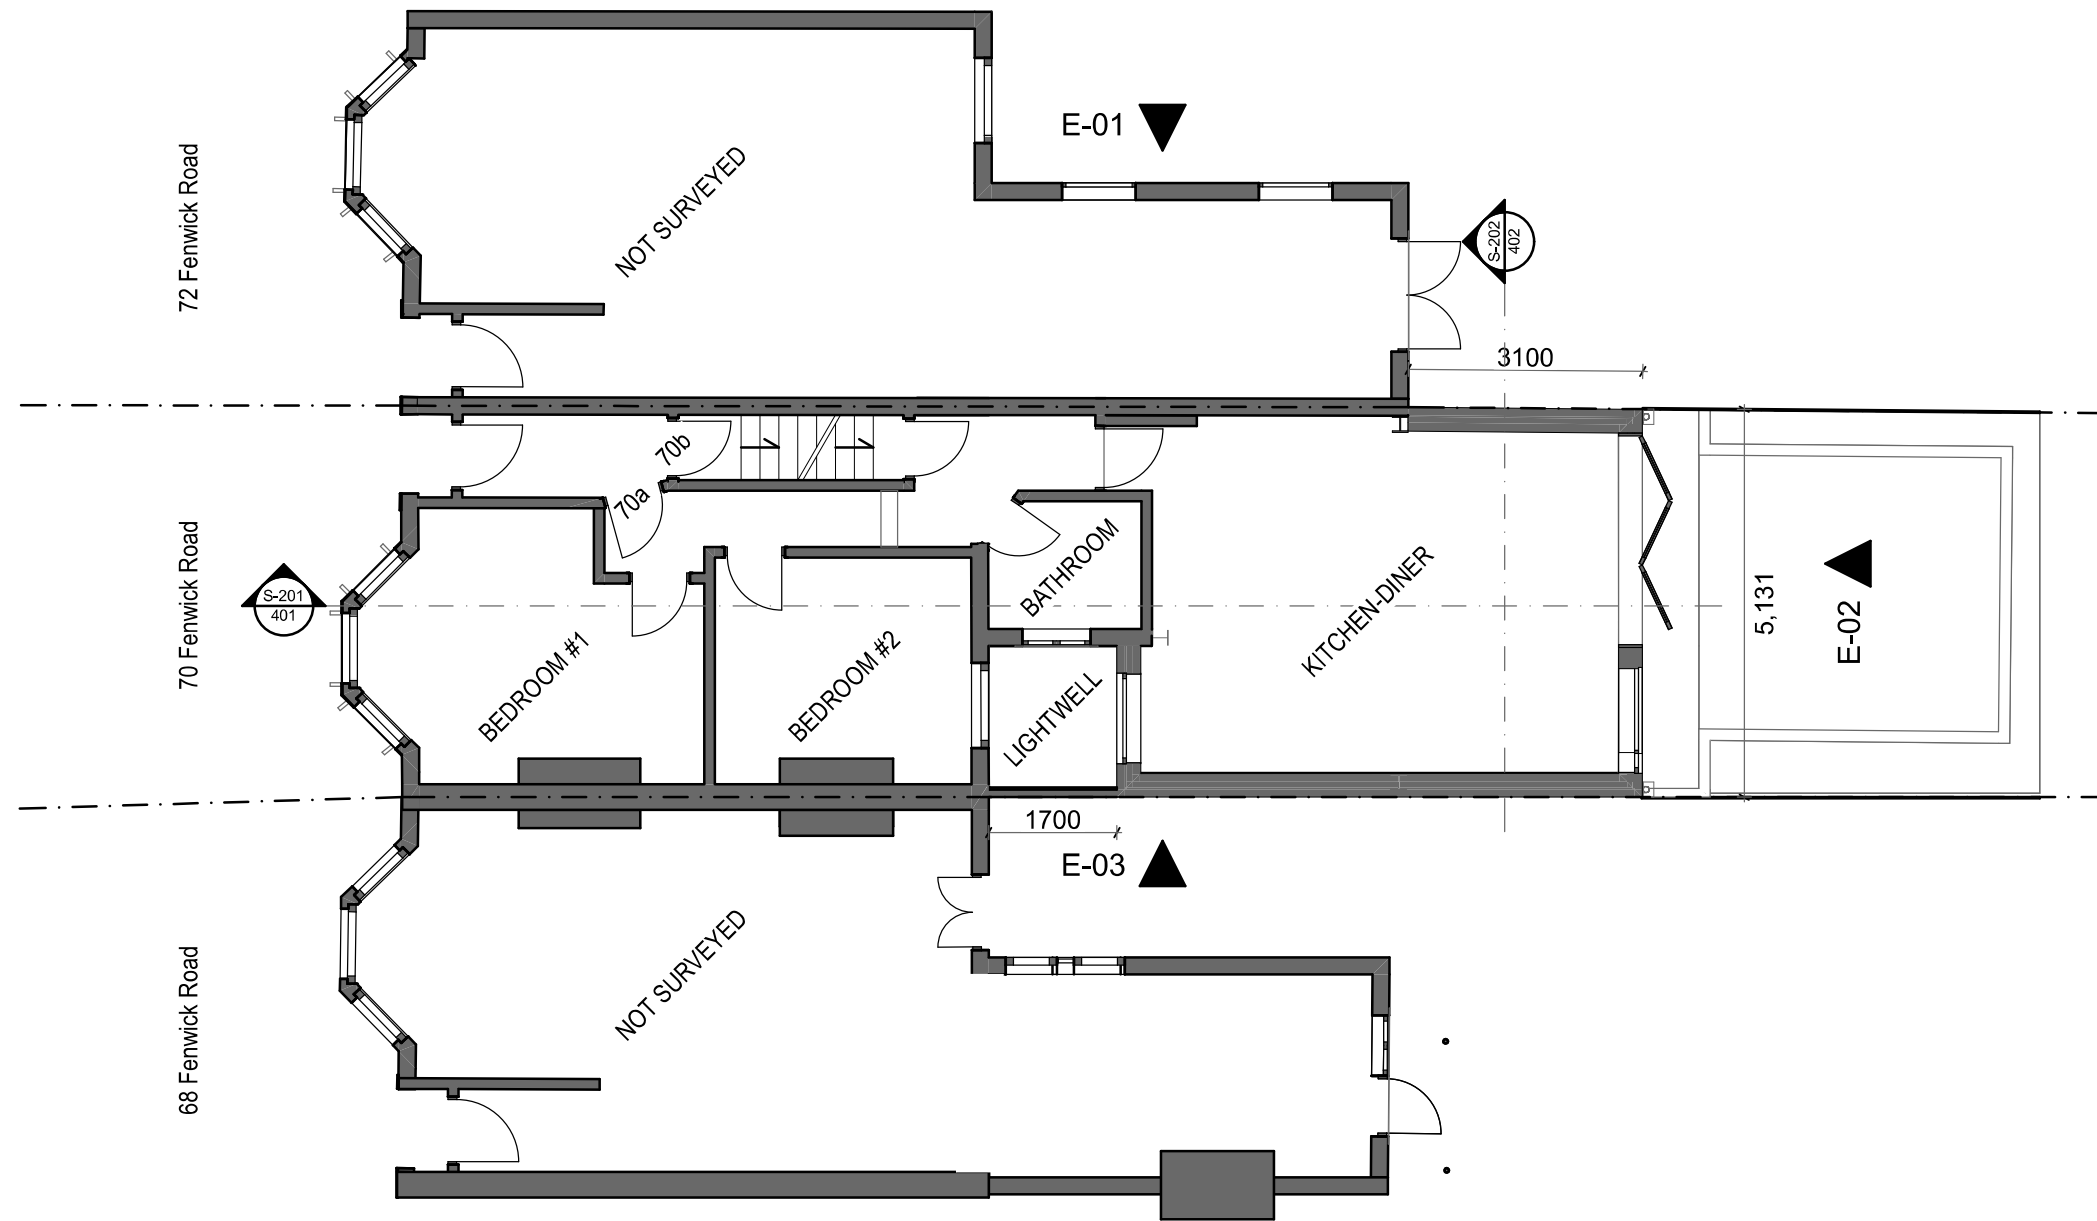 E-01
72 Fenwick Road
NOT SURVEYED
S-202
402
3100
70b
70a
70 Fenwick Road
S-201
401
BATHROOM
KITCHEN-DINER
5,131
E-02
BEDROOM #1
BEDROOM #2
LIGHTWELL
1700
E-03
NOT SURVEYED
68 Fenwick Road